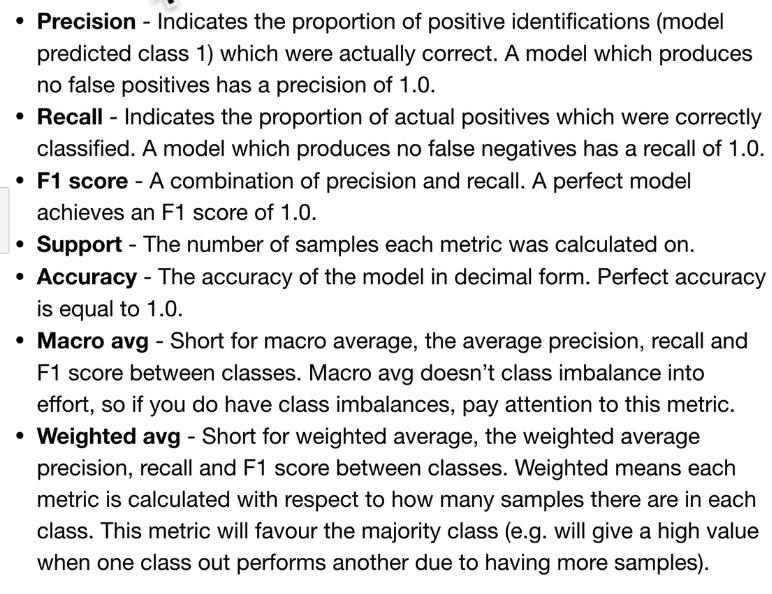 • Precision - Indicates the proportion of positive identifications (model
predicted class 1) which were actually correct. A model which produces
no false positives has a precision of 1.0.
• Recall - Indicates the proportion of actual positives which were correctly
classified. A model which produces no false negatives has a recall of 1.0.
• F1 score - A combination of precision and recall. A perfect model
achieves an F1 score of 1.0.
• Support - The number of samples each metric was calculated on.
• Accuracy - The accuracy of the model in decimal form. Perfect accuracy
is equal to 1.0.
• Macro avg - Short for macro average, the average precision, recall and
F1 score between classes. Macro avg doesn’t class imbalance into
effort, so if you do have class imbalances, pay attention to this metric.
• Weighted avg - Short for weighted average, the weighted average
precision, recall and F1 score between classes. Weighted means each
metric is calculated with respect to how many samples there are in each
class. This metric will favour the majority class (e.g. will give a high value
when one class out performs another due to having more samples).